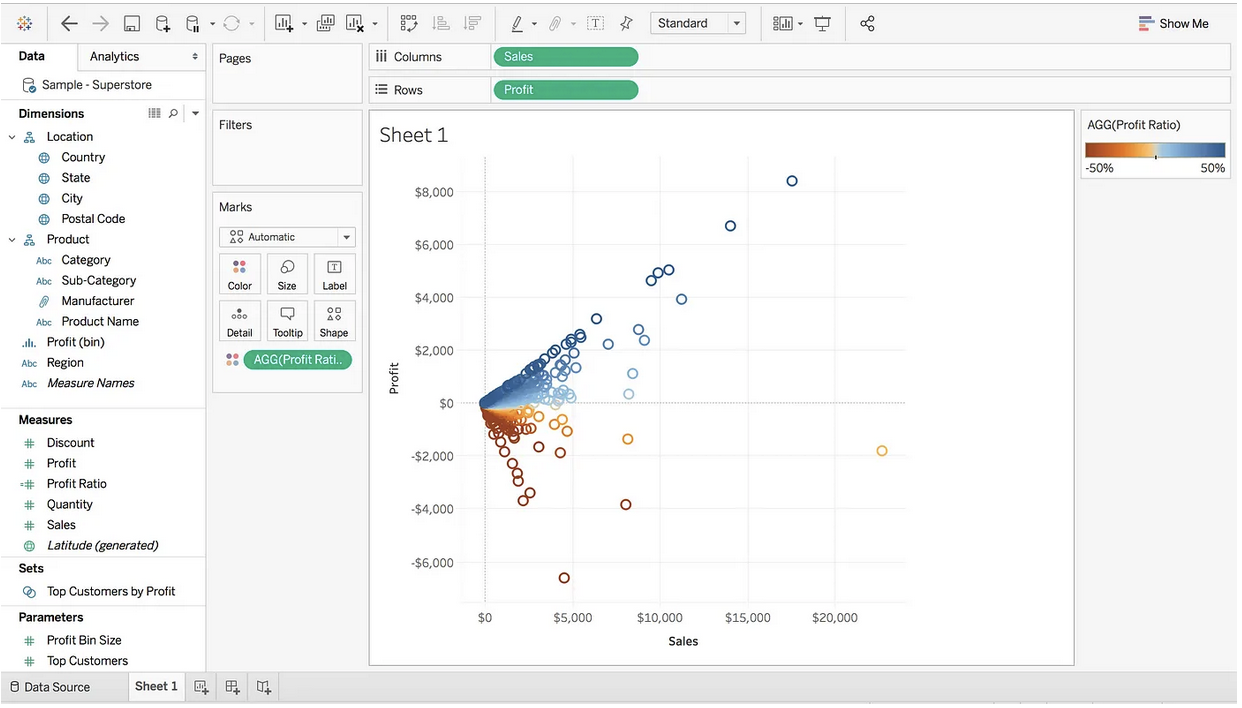 Standard
Show Me
Data
Analytics
Sample - Superstore
Dimensions
Location
Country
State
City
Postal Code
Product
Abc Category
Abc Sub-Category
Manufacturer
Abc Product Name
Profit (bin)
Abc Region
Abc Measure Names
Measures
Discount
Profit
Profit Ratio
Quantity
Sales
Latitude (generated)
Sets
Top Customers by Profit
Parameters
Profit Bin Size
Top Customers
Pages
Filters
Marks
Automatic
Color Size Label
Detail Tooltip Shape
AGG(Profit Rati..
Columns Sales
Rows Profit
Sheet 1
Profit
$8,000
$6,000
$4,000
$2,000
$0
-$2,000
-$4,000
-$6,000
$0 $5,000 $10,000 $15,000 $20,000
Sales
AGG(Profit Ratio)
-50% 50%
Data Source Sheet 1